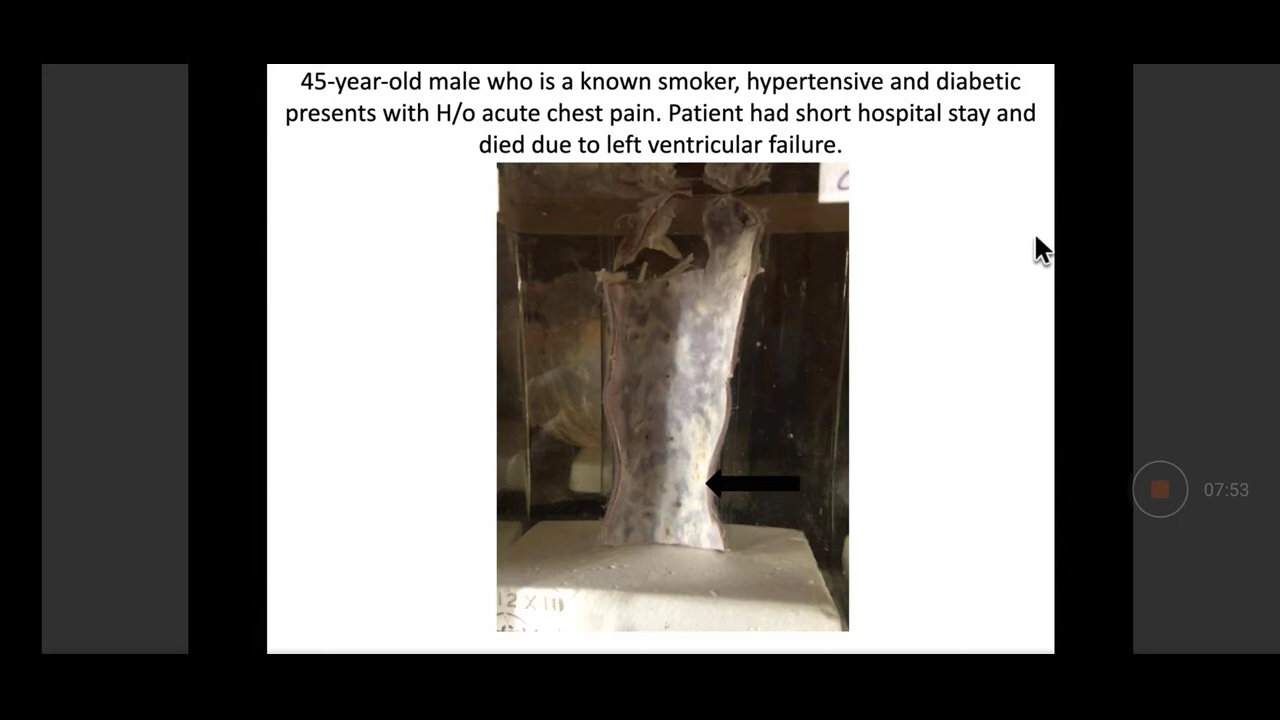 45-year-old male who is a known smoker, hypertensive and diabetic
presents with H/o acute chest pain. Patient had short hospital stay and
died due to left ventricular failure.
07:53